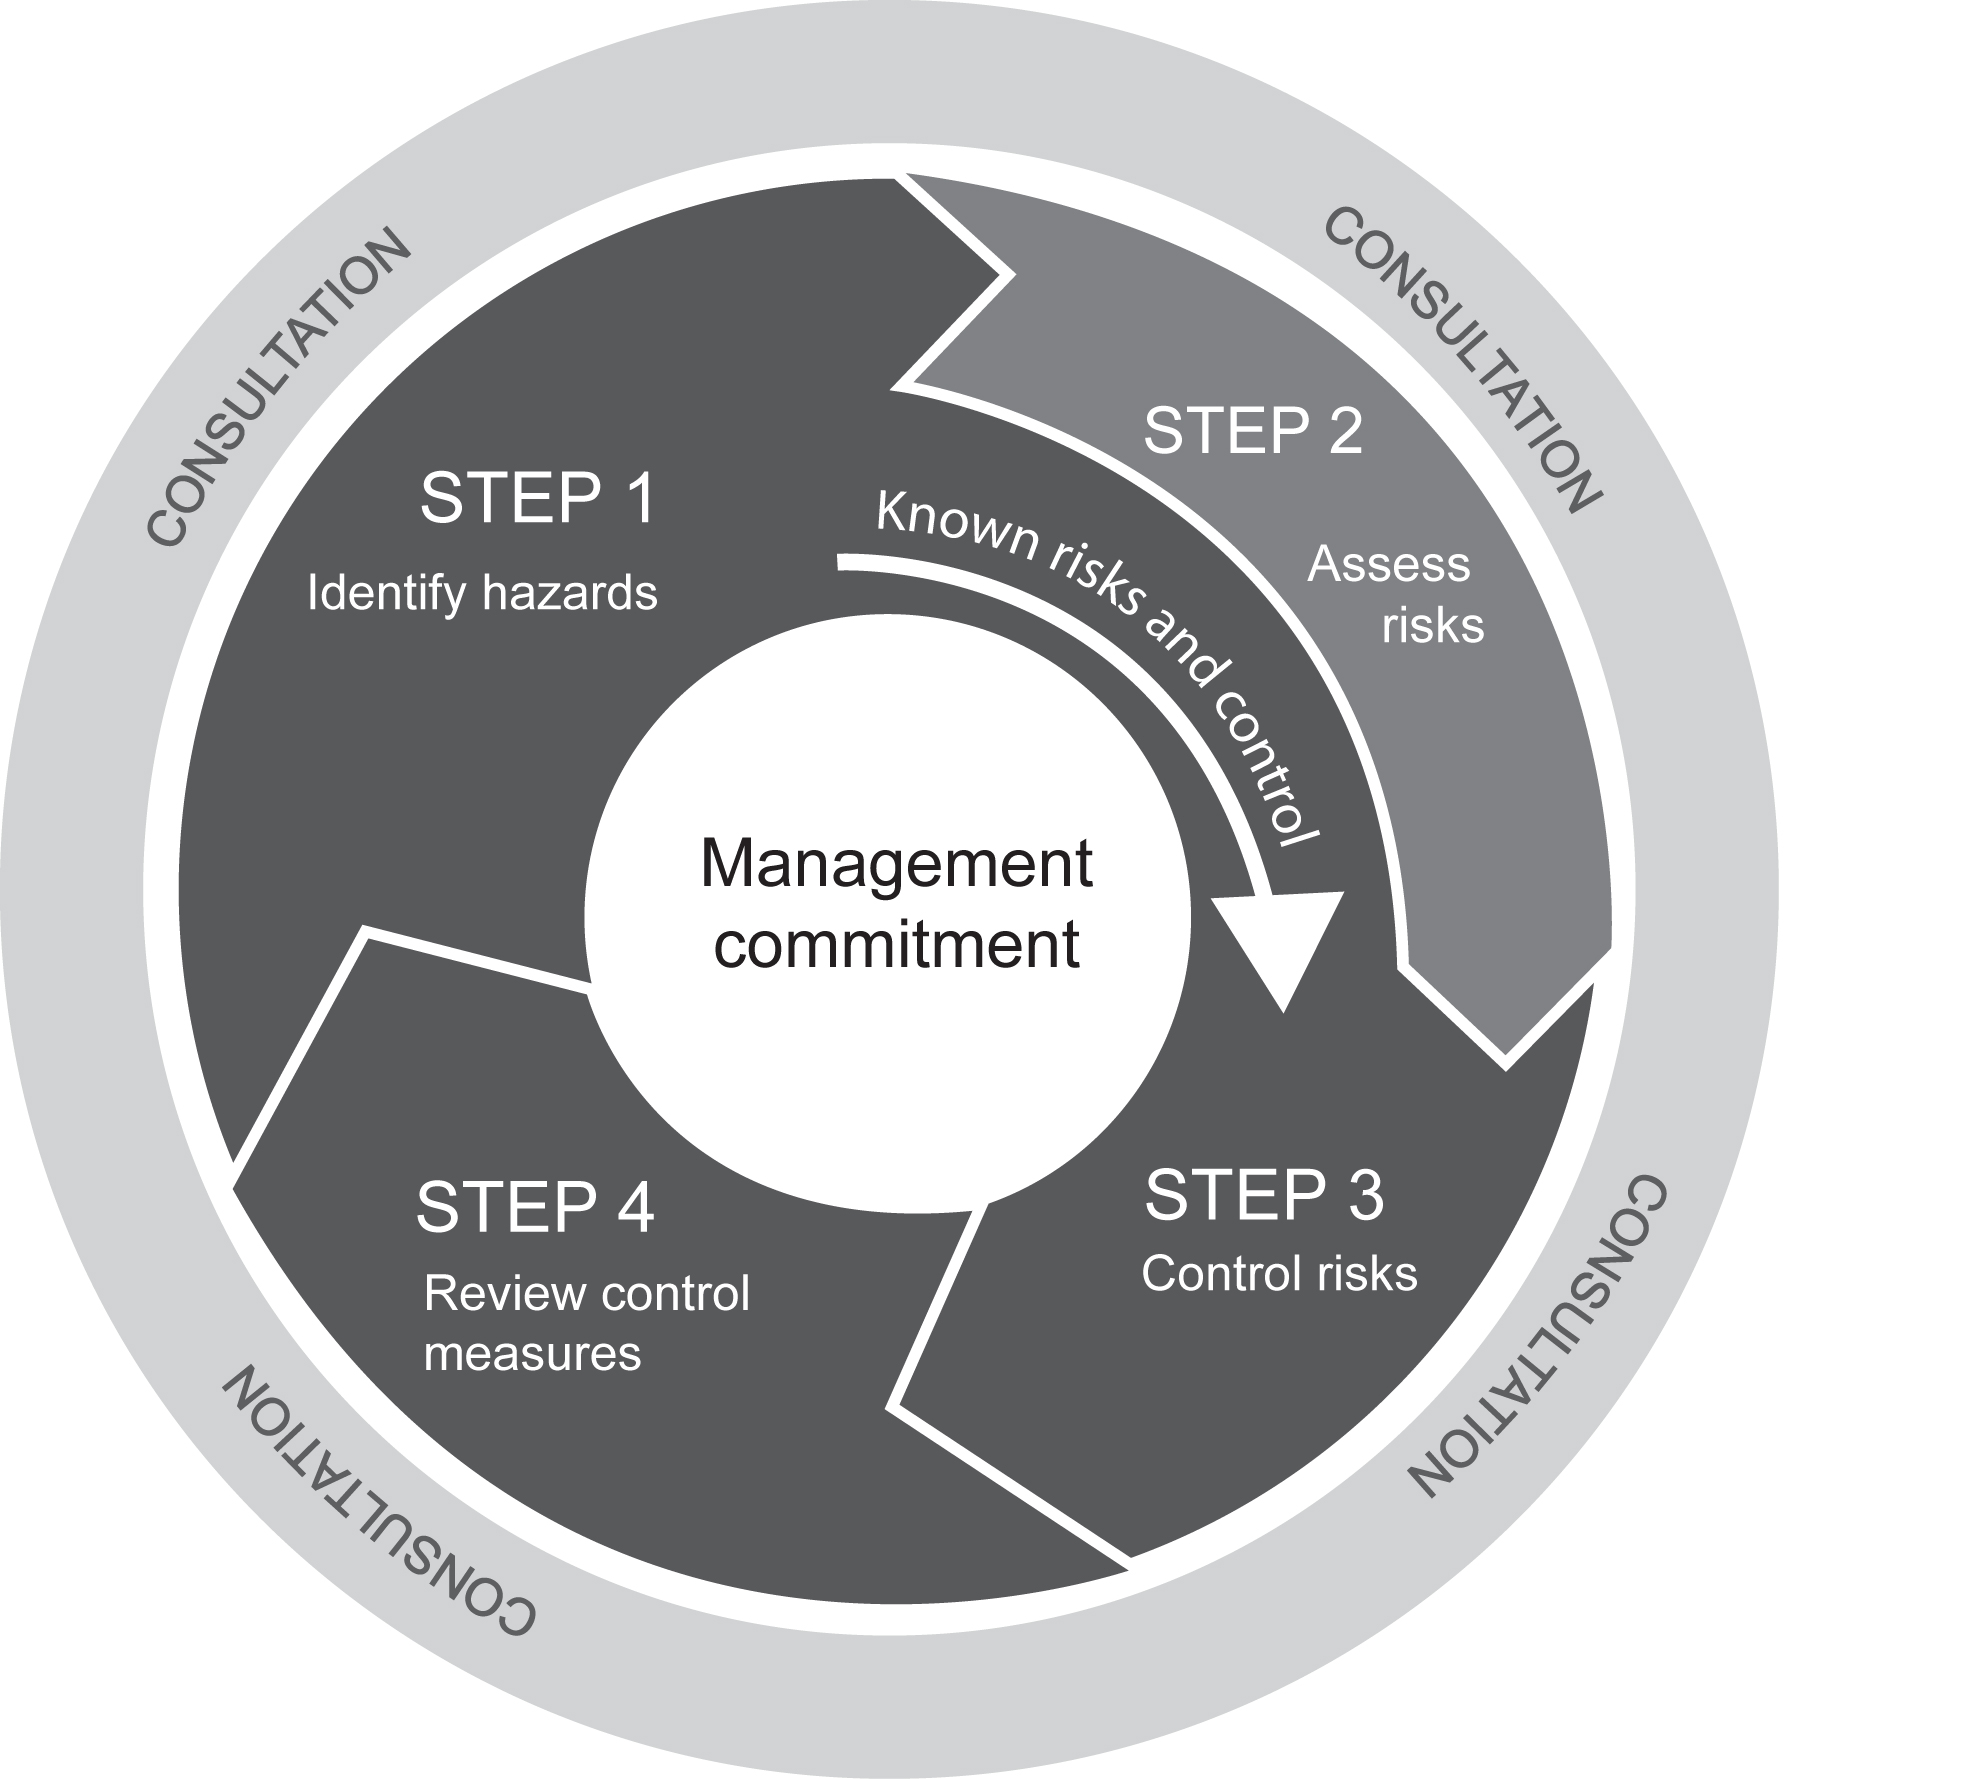 CONSULTATION
CONSULTATION
STEP 1
Identify hazards
STEP 2
Assess
risks
Known risks and control
Management
commitment
STEP 3
Control risks
STEP 4
Review control
measures
CONSULTATION
CONSULTATION